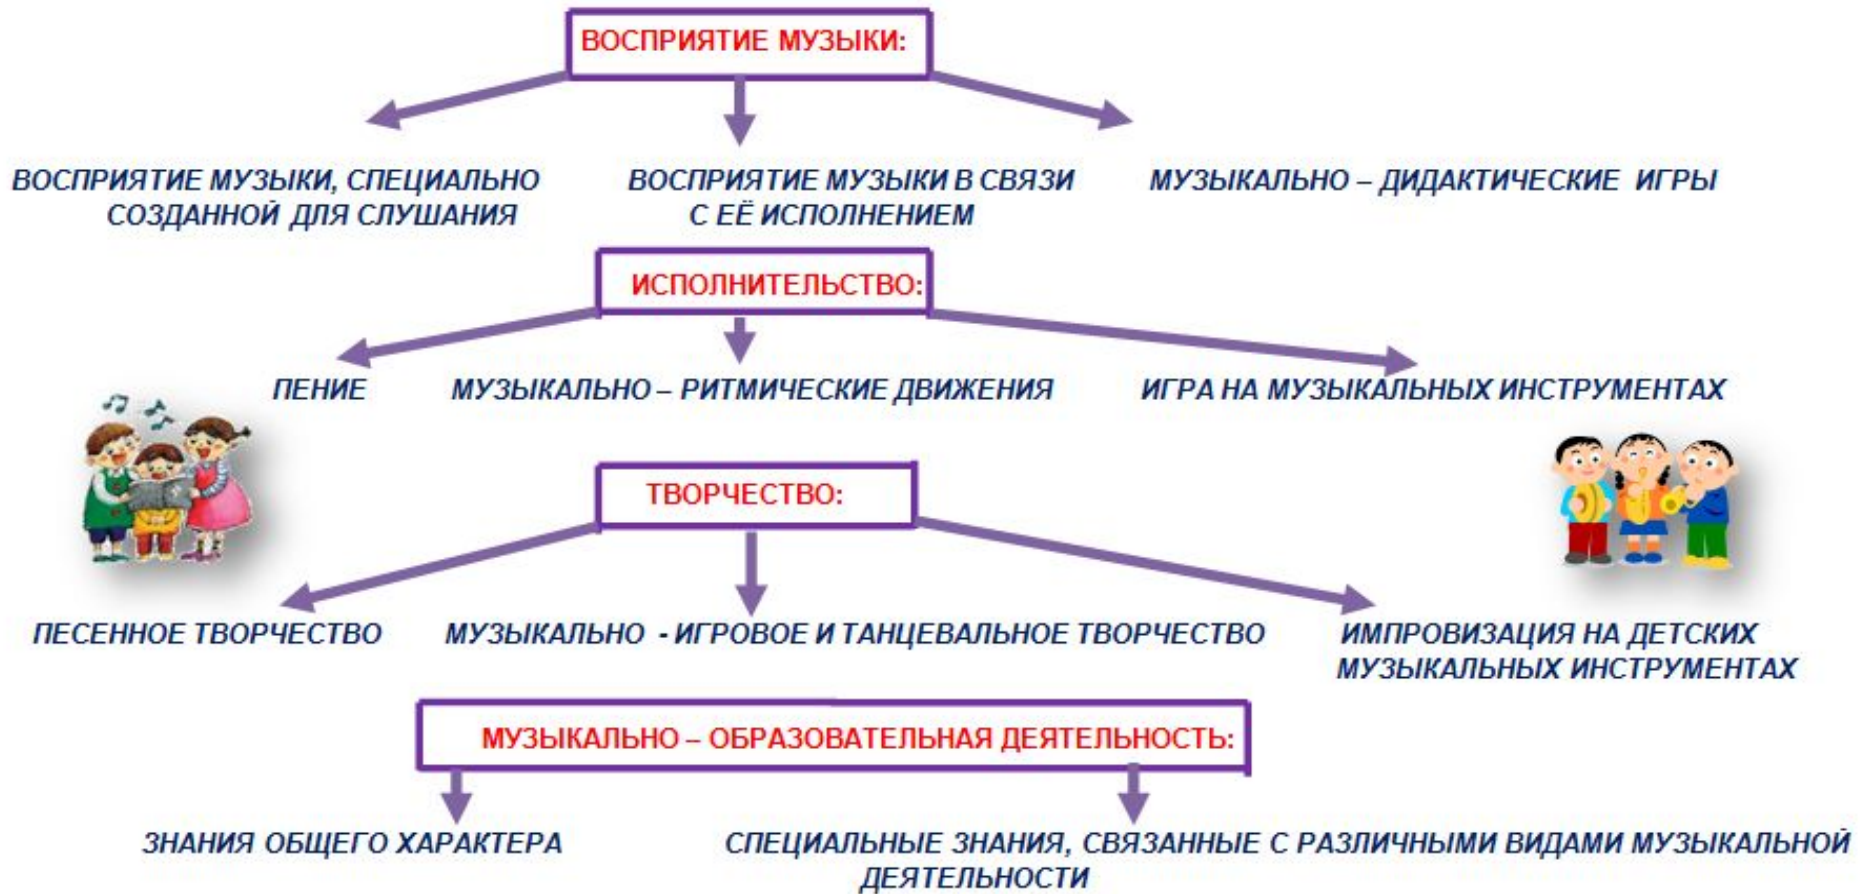 ВОСПРИЯТИЕ МУЗЫКИ:
ВОСПРИЯТИЕ МУЗЫКИ, СПЕЦИАЛЬНО
СОЗДАННОЙ ДЛЯ СЛУШАНИЯ
ВОСПРИЯТИЕ МУЗЫКИ В СВЯЗИ
С ЕЁ ИСПОЛНЕНИЕМ
МУЗЫКАЛЬНО – ДИДАКТИЧЕСКИЕ ИГРЫ
ИСПОЛНИТЕЛЬСТВО:
ПЕНИЕ
МУЗЫКАЛЬНО – РИТМИЧЕСКИЕ ДВИЖЕНИЯ
ИГРА НА МУЗЫКАЛЬНЫХ ИНСТРУМЕНТАХ
ТВОРЧЕСТВО:
ПЕСЕННОЕ ТВОРЧЕСТВО
МУЗЫКАЛЬНО - ИГРОВОЕ И ТАНЦЕВАЛЬНОЕ ТВОРЧЕСТВО
ИМПРОВИЗАЦИЯ НА ДЕТСКИХ
МУЗЫКАЛЬНЫХ ИНСТРУМЕНТАХ
МУЗЫКАЛЬНО – ОБРАЗОВАТЕЛЬНАЯ ДЕЯТЕЛЬНОСТЬ:
ЗНАНИЯ ОБЩЕГО ХАРАКТЕРА
СПЕЦИАЛЬНЫЕ ЗНАНИЯ, СВЯЗАННЫЕ С РАЗЛИЧНЫМИ ВИДАМИ МУЗЫКАЛЬНОЙ
ДЕЯТЕЛЬНОСТИ